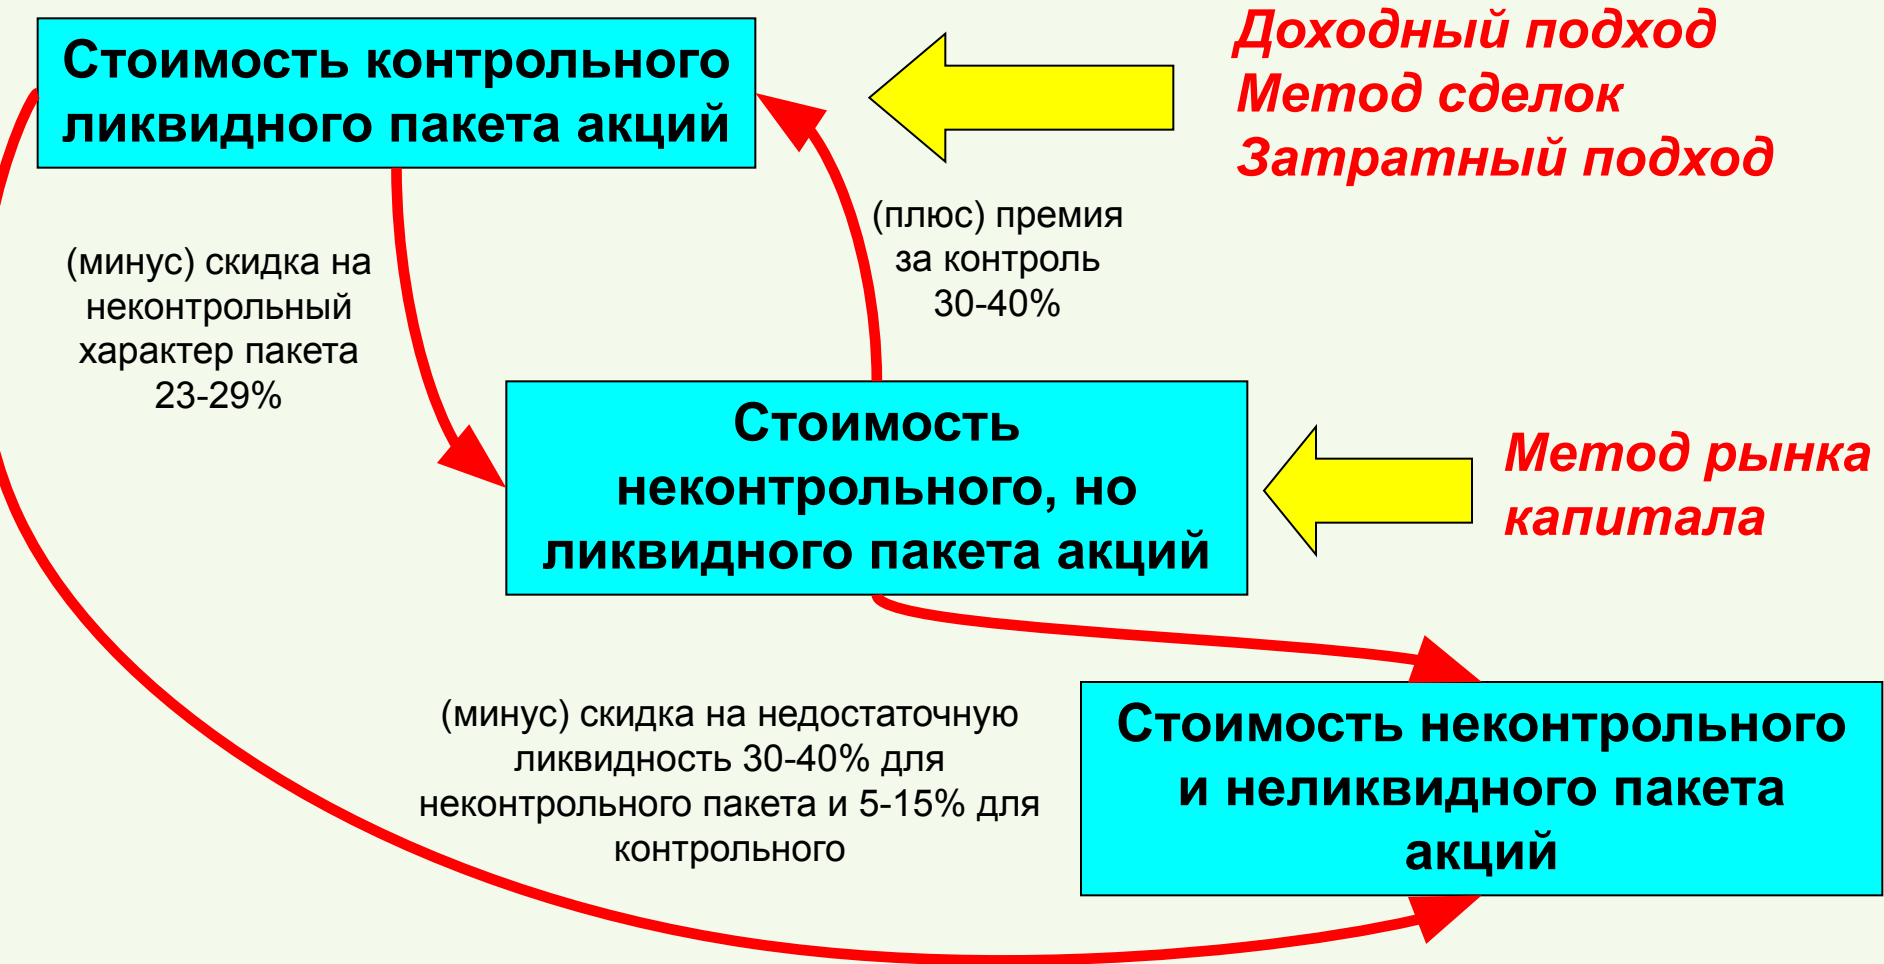 Стоимость контрольного
ликвидного пакета акций
Доходный подход
Метод сделок
Затратный подход
(минус) скидка на
неконтрольный
характер пакета
23-29%
(плюс) премия
за контроль
30-40%
Стоимость
неконтрольного, но
ликвидного пакета акций
Метод рынка
капитала
(минус) скидка на недостаточную
ликвидность 30-40% для
неконтрольного пакета и 5-15% для
контрольного
Стоимость неконтрольного
и неликвидного пакета
акций